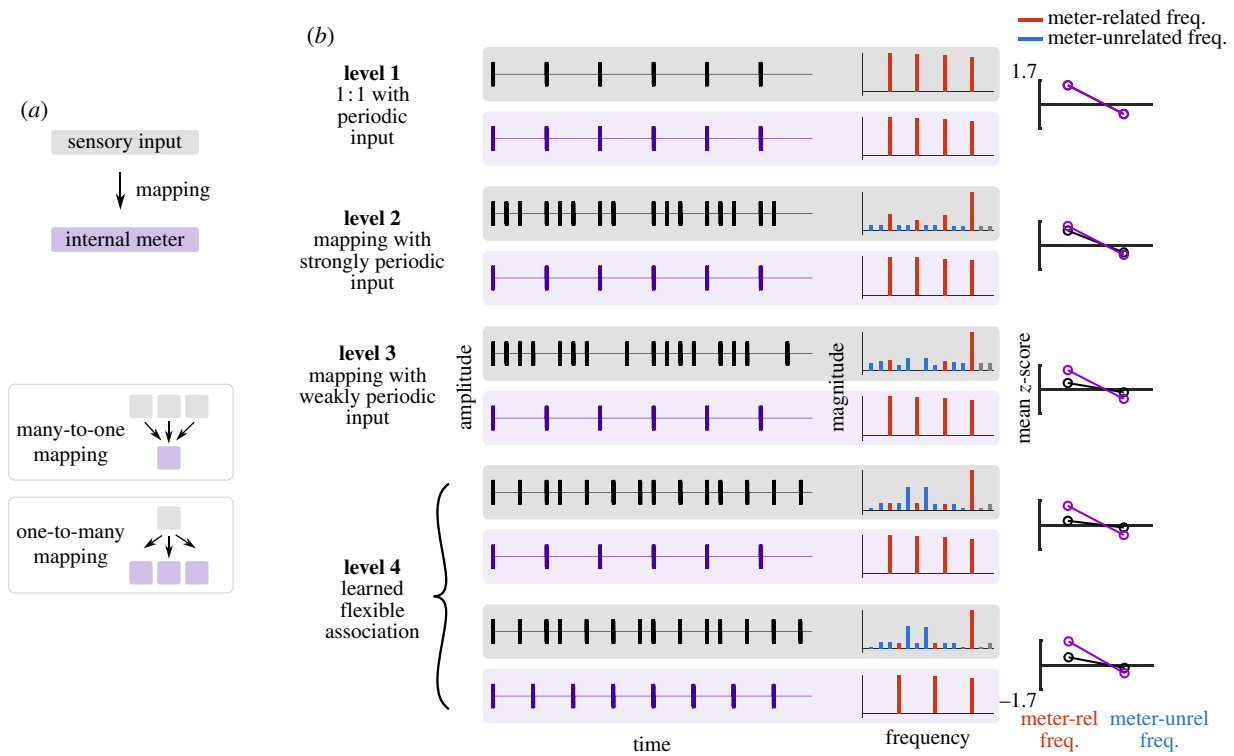 (a)
sensory input
mapping
internal meter
many-to-one
mapping
one-to-many
mapping
(b)
meter-related freq.
meter-unrelated freq.
level 1
1:1 with
periodic
input
1.7
level 2
mapping with
strongly periodic
input
level 3
mapping with
weakly periodic
input
amplitude
magnitude
mean z-score
level 4
learned
flexible
association
–1.7
time
frequency
meter-rel
freq.
meter-unrel
freq.